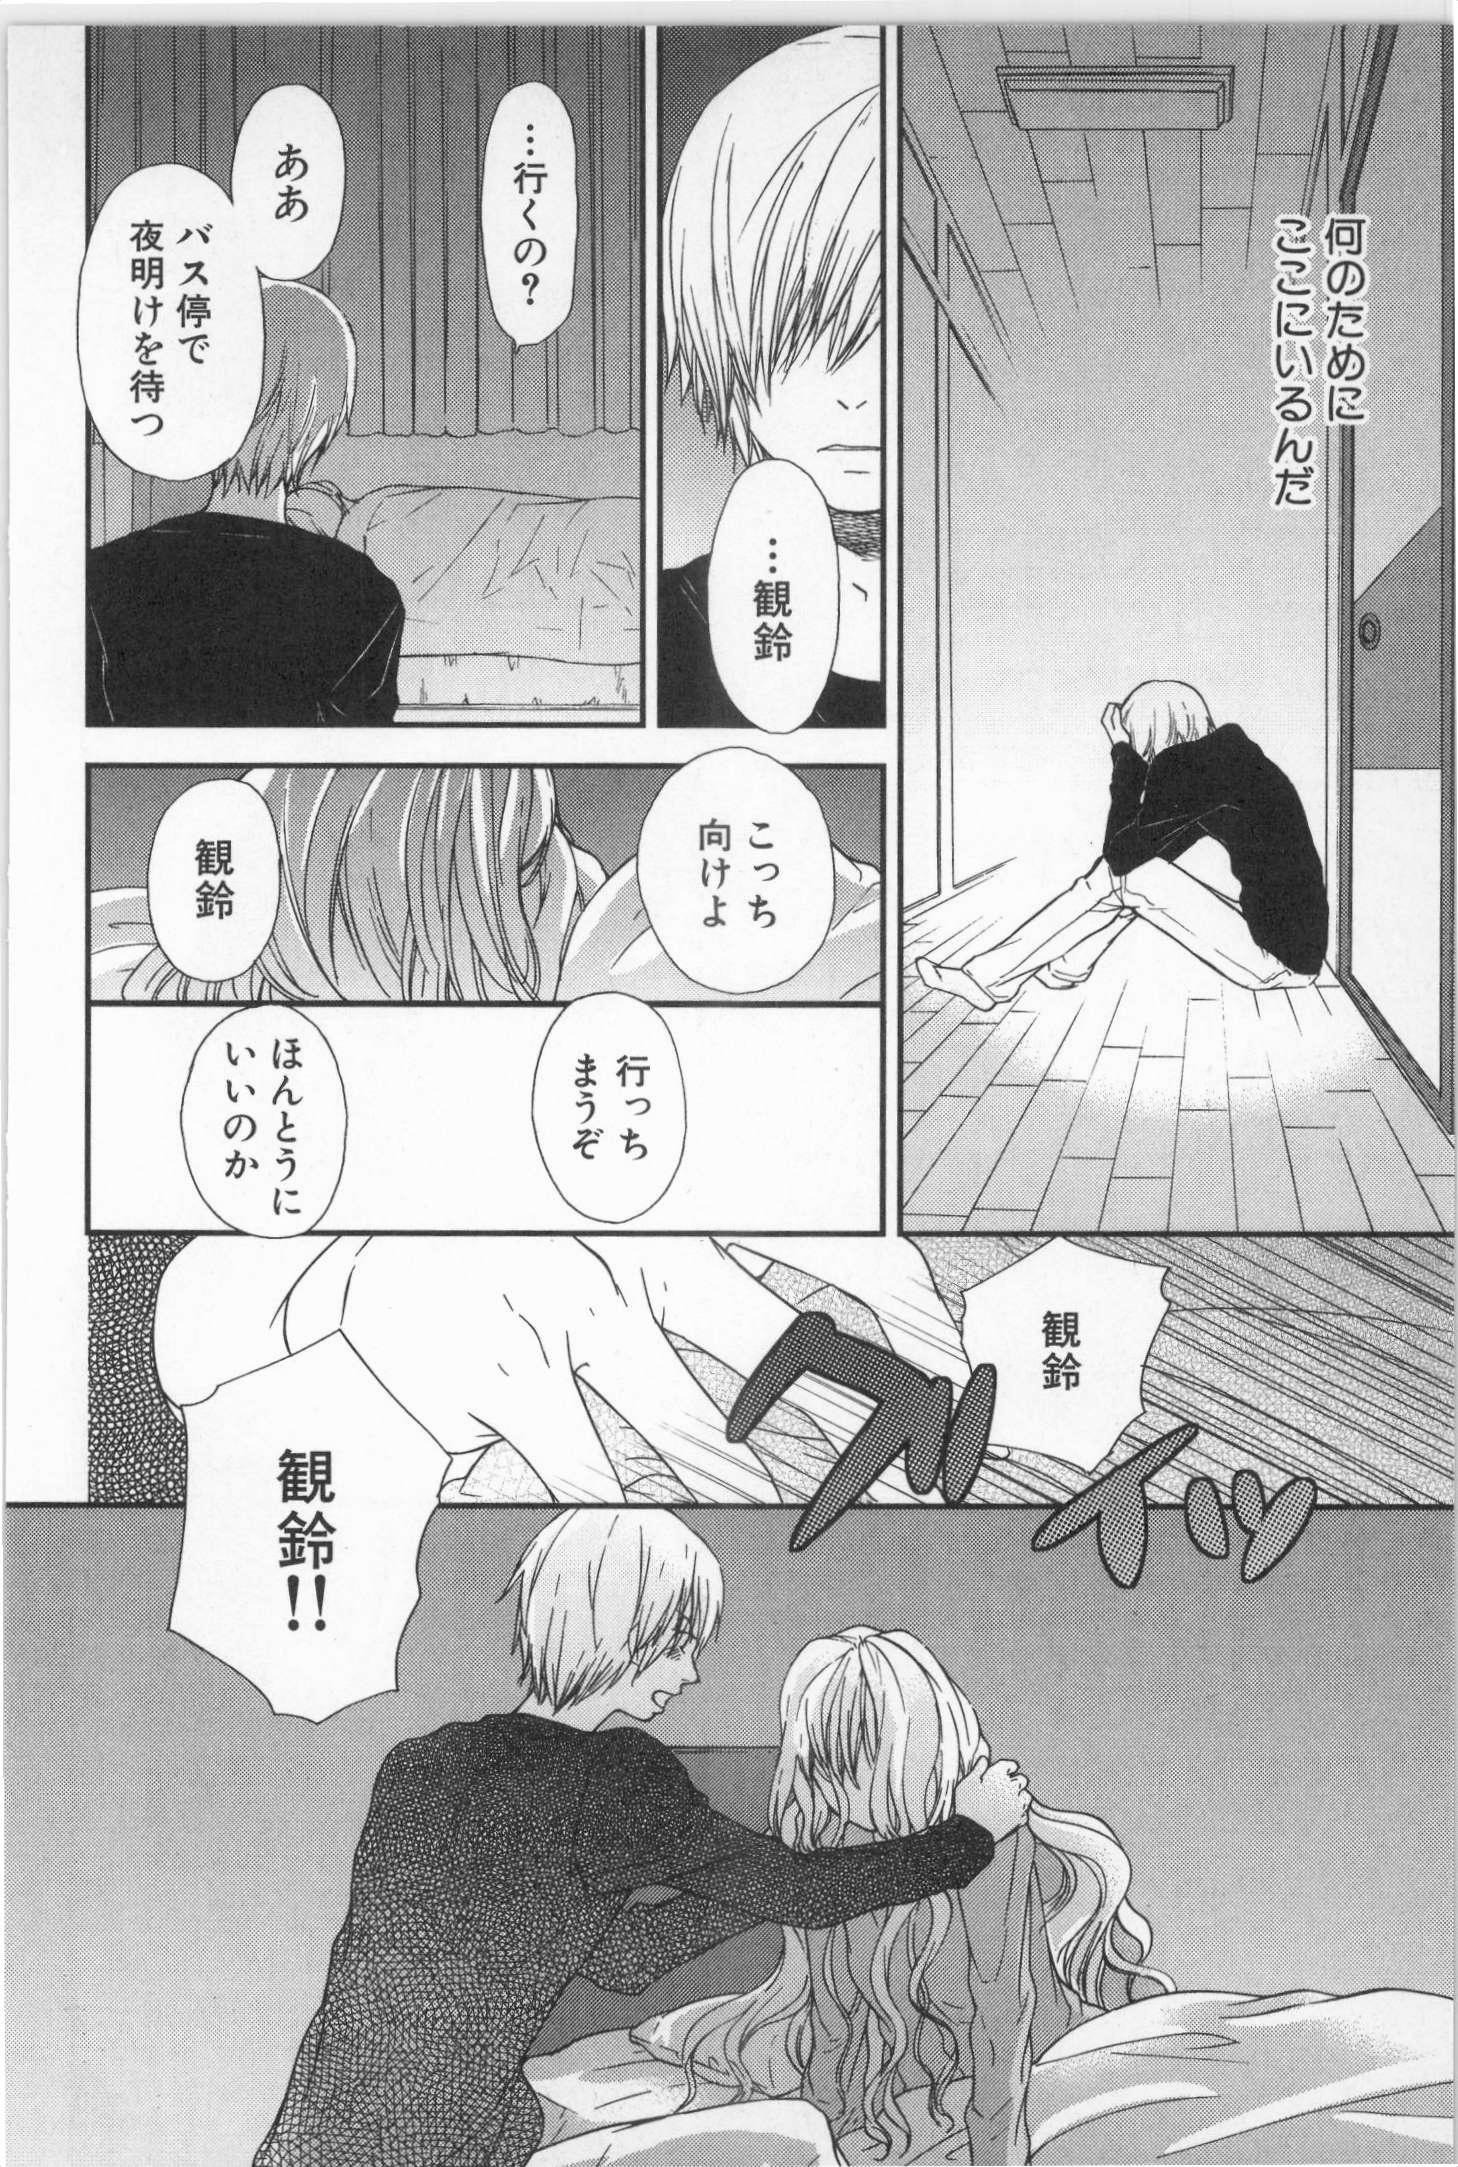 何のために
ここにいるんだ
…観鈴
…行くの?
ああ
バス停で
夜明けを待つ
こっち
向けよ
観鈴
行っち
まうぞ
ほんとうに
いいのか
観鈴
グイッ
観鈴!!